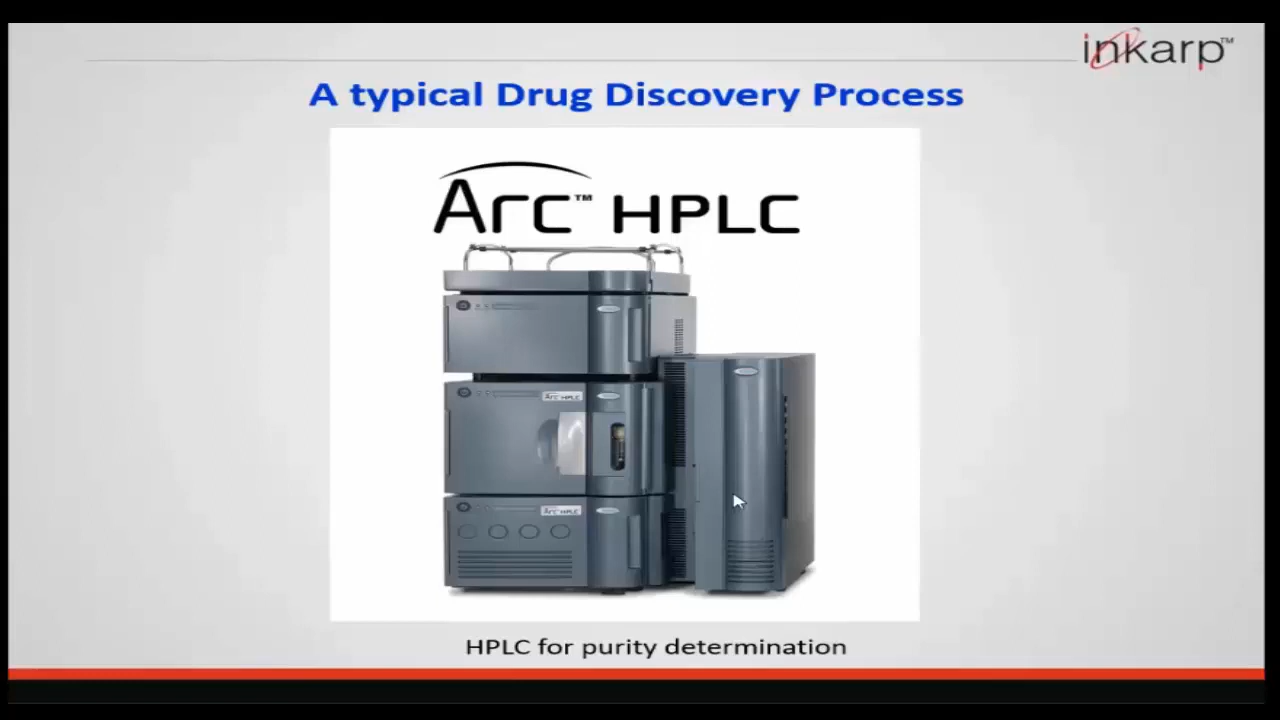 inkarp™
A typical Drug Discovery Process
Arc™ HPLC
Arc HPLC
Arc HPLC
HPLC for purity determination